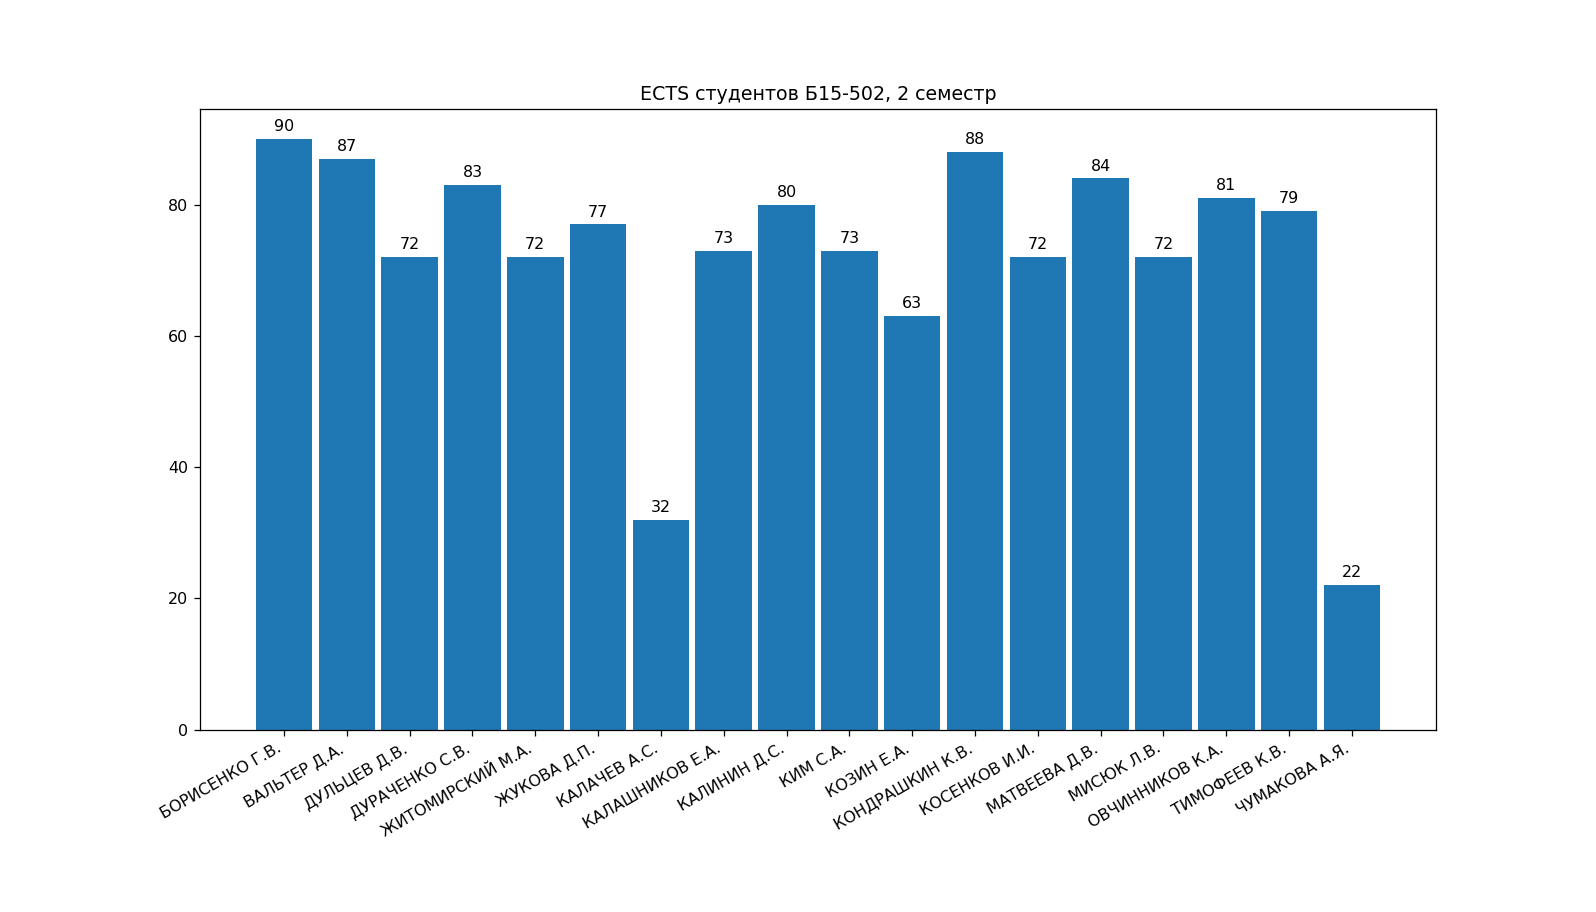 ECTS студентов Б15-502, 2 семестр
90
87
72
83
72
77
32
73
80
73
63
88
72
84
72
81
79
22
80
60
40
20
0
БОРИСЕНКО Г.В.
ВАЛЬТЕР Д.А.
ДУЛЬЦЕВ Д.В.
ДУРАЧЕНКО С.В.
ЖИТОМИРСКИЙ М.А.
ЖУКОВА Д.П.
КАЛАЧЕВ А.С.
КАЛАШНИКОВ Е.А.
КАЛИНИН Д.С.
КИМ С.А.
КОЗИН Е.А.
КОНДРАШКИН К.В.
КОСЕНКОВ И.И.
МАТВЕЕВА Д.В.
МИСЮК Л.В.
ОВЧИННИКОВ К.А.
ТИМОФЕЕВ К.В.
ЧУМАКОВА А.Я.